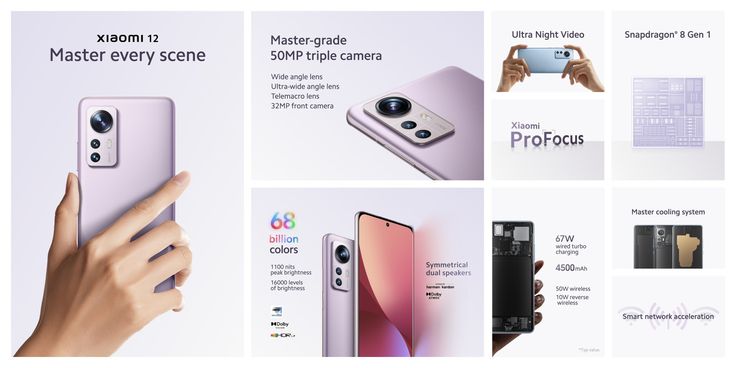 xiaomi 12
Master every scene
Master-grade
50MP triple camera
Wide angle lens
Ultra-wide angle lens
Telemacro lens
32MP front camera
Ultra Night Video
Xiaomi
ProFocus
Snapdragon® 8 Gen 1
68
billion
colors
1100 nits
peak brightness
16000 levels
of brightness
Dolby
VISION
HDR
Symmetrical
dual speakers
harman kardon
Dolby
ATMOS
67W
wired turbo
charging
4500mAh
50W wireless
10W reverse
wireless
*Typ value
Master cooling system
Smart network acceleration